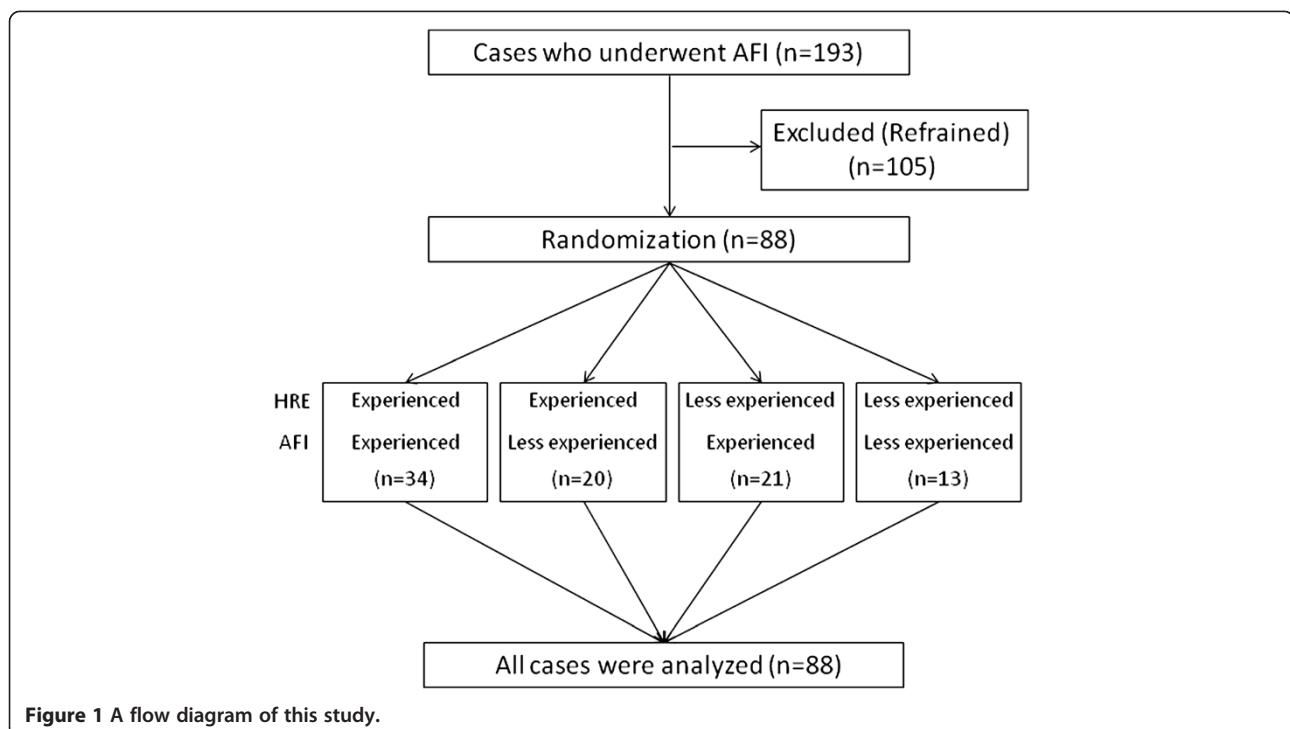 Cases who underwent AFI (n=193)
Excluded (Refrained)
(n=105)
Randomization (n=88)
HRE Experienced Experienced Less experienced Less experienced
AFI Experienced Less experienced Experienced Less experienced
(n=34) (n=20) (n=21) (n=13)
All cases were analyzed (n=88)
Figure 1 A flow diagram of this study.